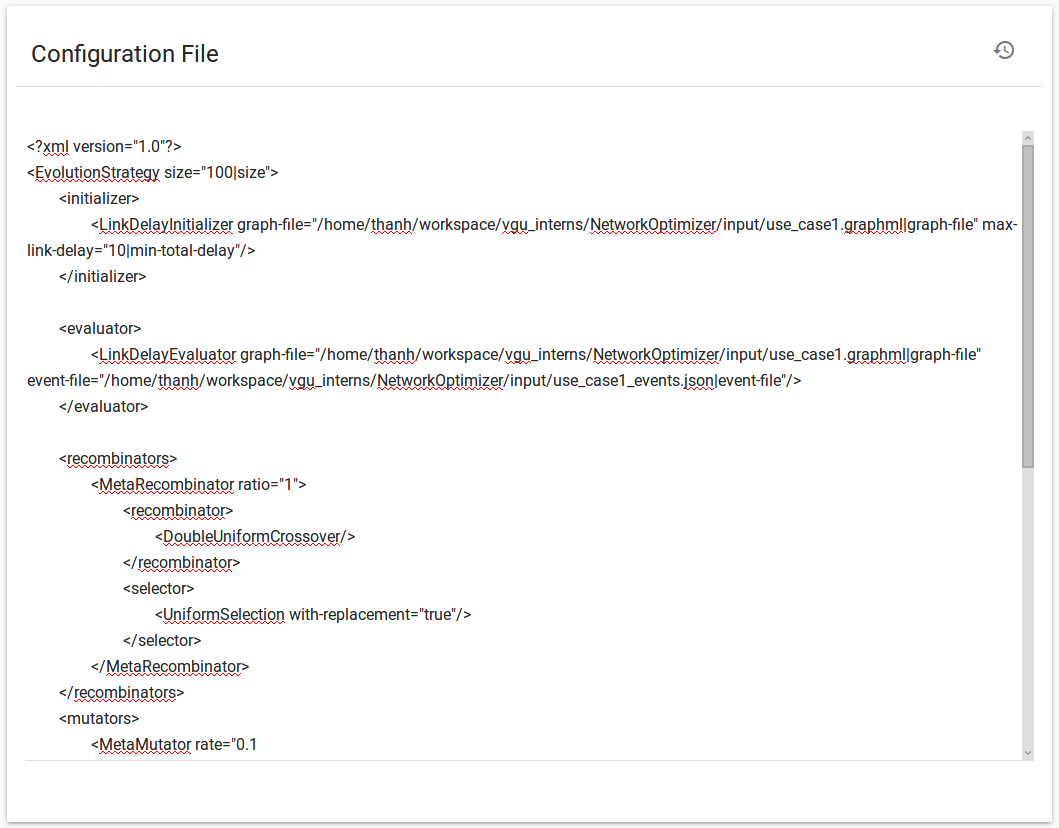 Configuration File
<?xml version="1.0"?>
<EvolutionStrategy size="100|size">
<initializer>
<LinkDelayInitializer graph-file="/home/thanh/workspace/vgu_interns/NetworkOptimizer/input/use_case1.graphml|graph-file" max-
link-delay="10|min-total-delay"/>
</initializer>
<evaluator>
<LinkDelayEvaluator graph-file="/home/thanh/workspace/vgu_interns/NetworkOptimizer/input/use_case1.graphml|graph-file"
event-file="/home/thanh/workspace/vgu_interns/NetworkOptimizer/input/use_case1_events.json|event-file"/>
</evaluator>
<recombinators>
<MetaRecombinator ratio="1">
<recombinator>
<DoubleUniformCrossover/>
</recombinator>
<selector>
<UniformSelection with-replacement="true"/>
</selector>
</MetaRecombinator>
</recombinators>
<mutators>
<MetaMutator rate="0.1